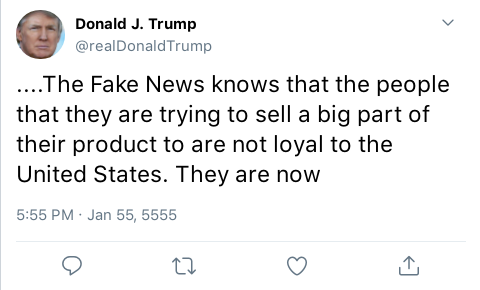 Donald J. Trump
@realDonaldTrump
....The Fake News knows that the people
that they are trying to sell a big part of
their product to are not loyal to the
United States. They are now
5:55 PM · Jan 55, 5555